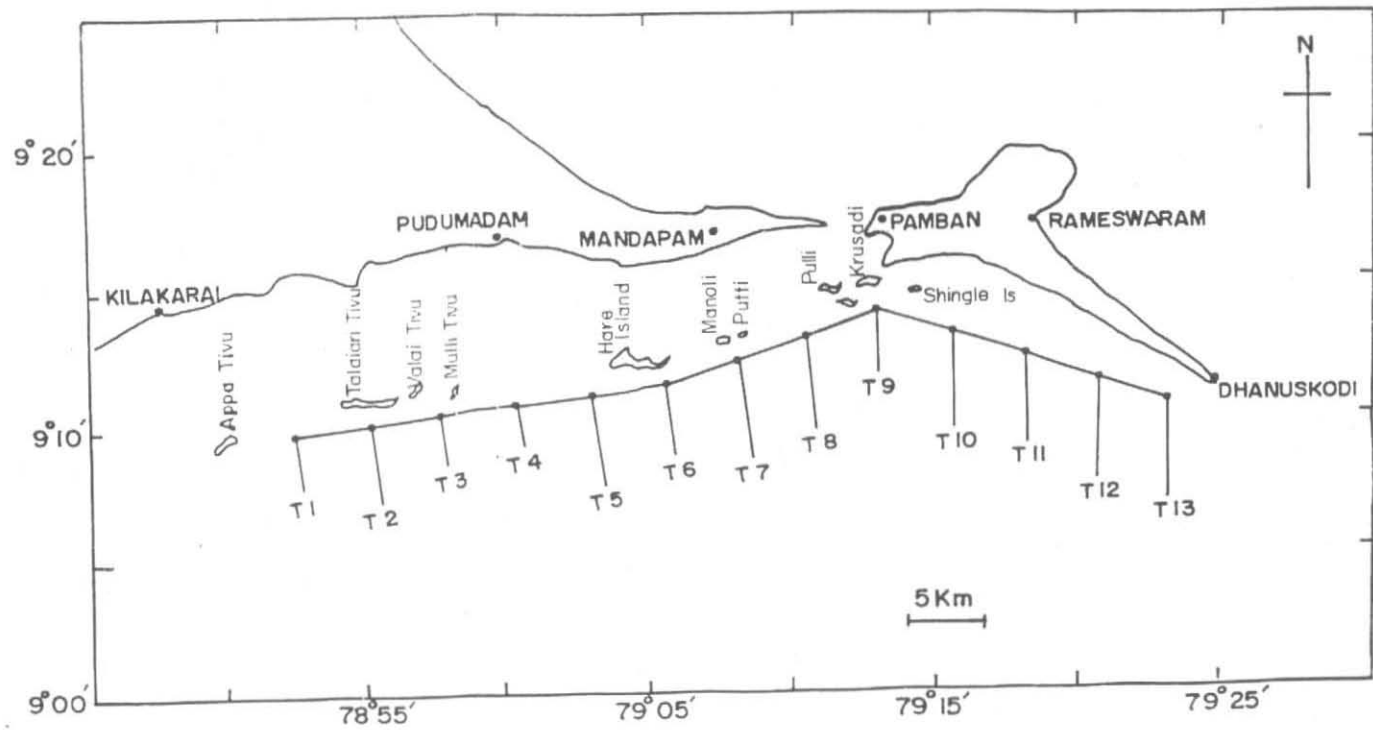 N
9° 20′
PUDUMADAM
MANDAPAM
PAMBAN
RAMESWARAM
KILAKARAI
Appa Tivu
Talaiari Tivu
Valai Tivu
Mulli Tivu
Hare
Island
Manoli
Putti
Pulli
Krusadi
Shingle Is
DHANUSKODI
9° 10′
T1
T2
T3
T4
T5
T6
T7
T8
T9
T10
T11
T12
T13
5 Km
9° 00′
78° 55′
79° 05′
79° 15′
79° 25′